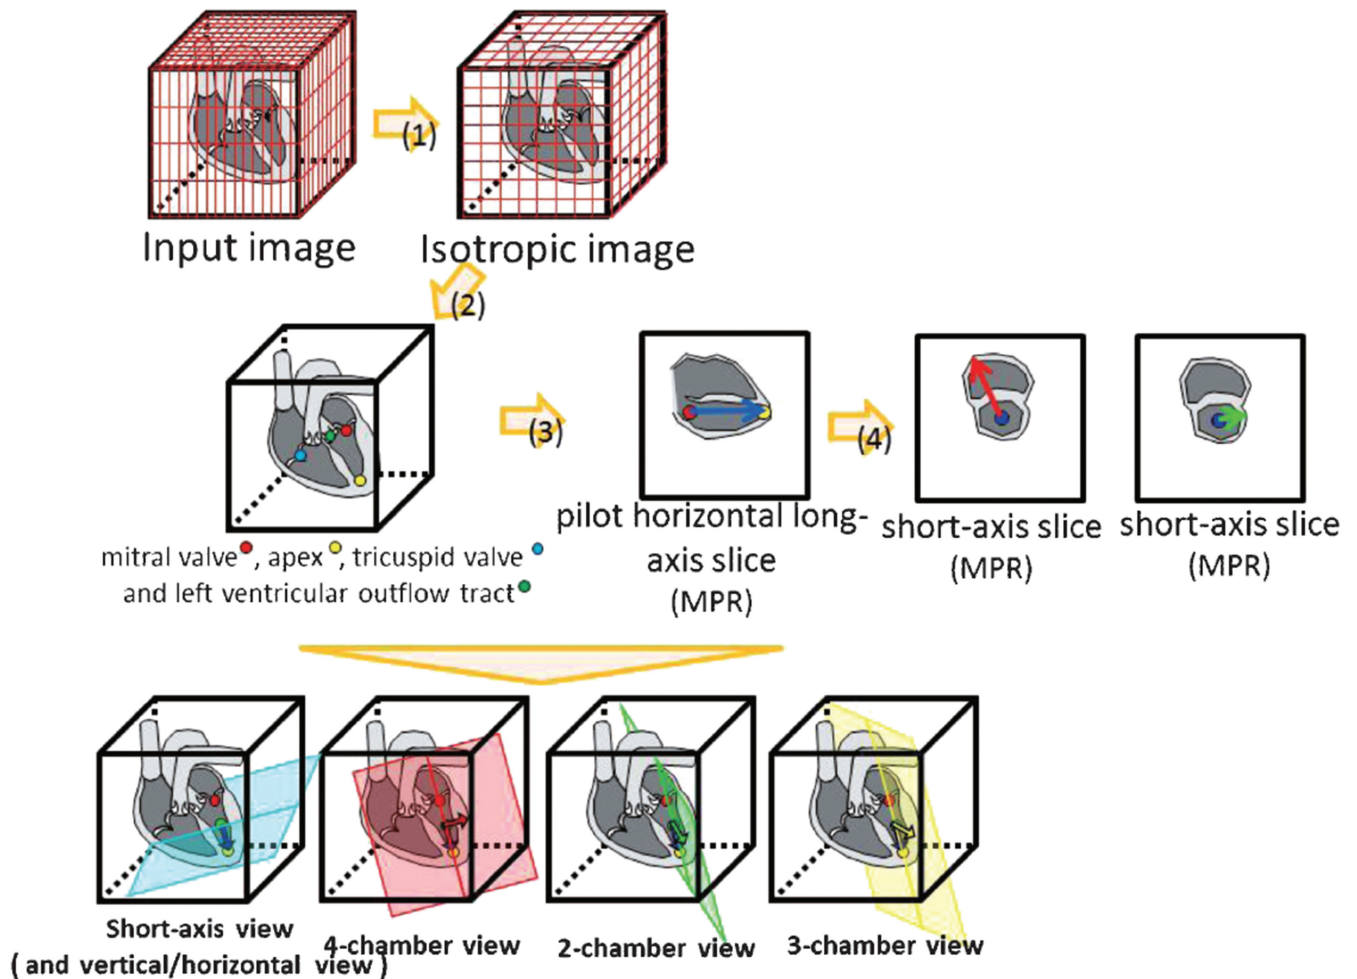 (1)
Input image
Isotropic image
(2)
(3)
(4)
mitral valve, apex, tricuspid valve
and left ventricular outflow tract
pilot horizontal long-
axis slice
(MPR)
short-axis slice
(MPR)
short-axis slice
(MPR)
Short-axis view
(and vertical/horizontal view)
4-chamber view
2-chamber view
3-chamber view